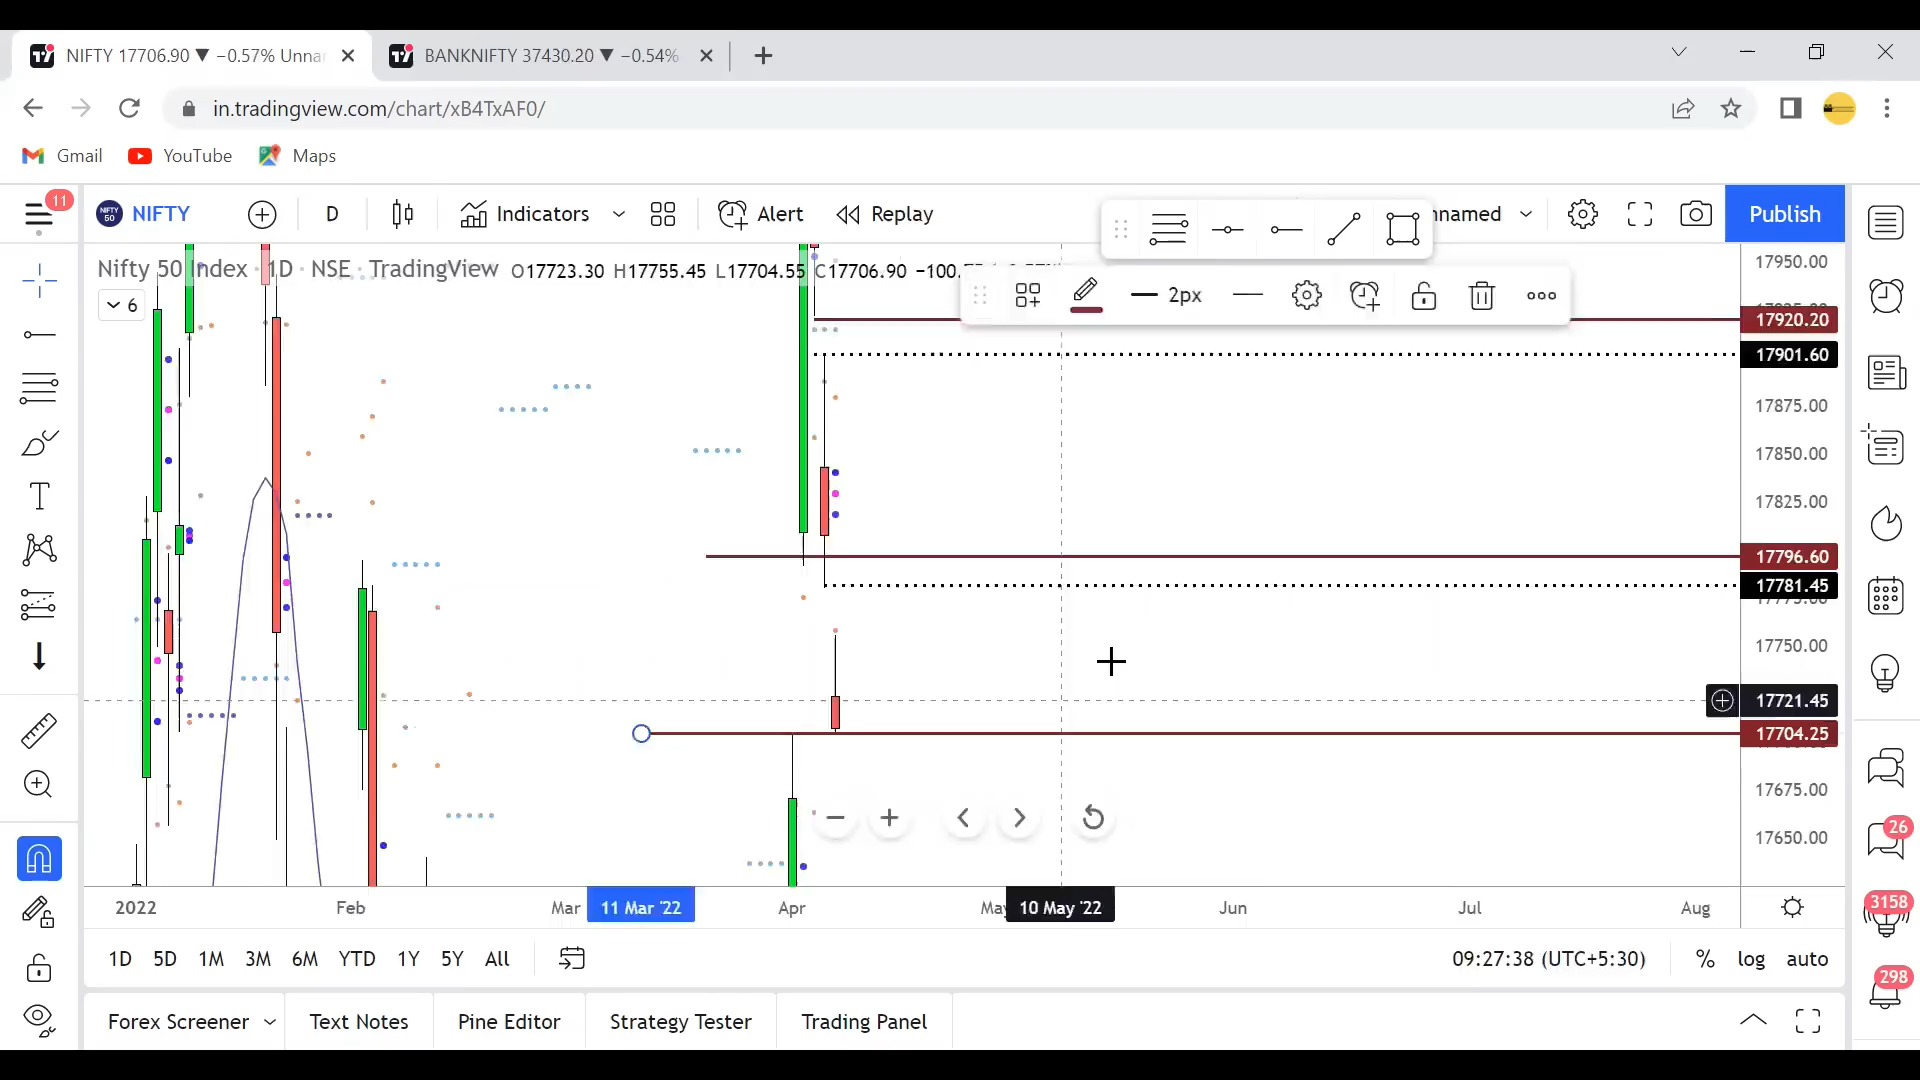 NIFTY 17706.90 ▼ −0.57% Unna
BANKNIFTY 37430.20 ▼ −0.54%
in.tradingview.com/chart/xB4TxAF0/
Gmail
YouTube
Maps
11
NIFTY
D
Indicators
Alert
Replay
nnamed
Publish
Nifty 50 Index · 1D · NSE · TradingView
O17723.30 H17755.45 L17704.55 C17706.90 −100.
6
2px
17950.00
17920.20
17901.60
17875.00
17850.00
17825.00
17796.60
17781.45
17775.00
17750.00
17721.45
17704.25
17675.00
17650.00
2022
Feb
Mar
11 Mar '22
Apr
May
10 May '22
Jun
Jul
Aug
1D
5D
1M
3M
6M
YTD
1Y
5Y
All
09:27:38 (UTC+5:30)
%
log
auto
Forex Screener
Text Notes
Pine Editor
Strategy Tester
Trading Panel
26
3158
298